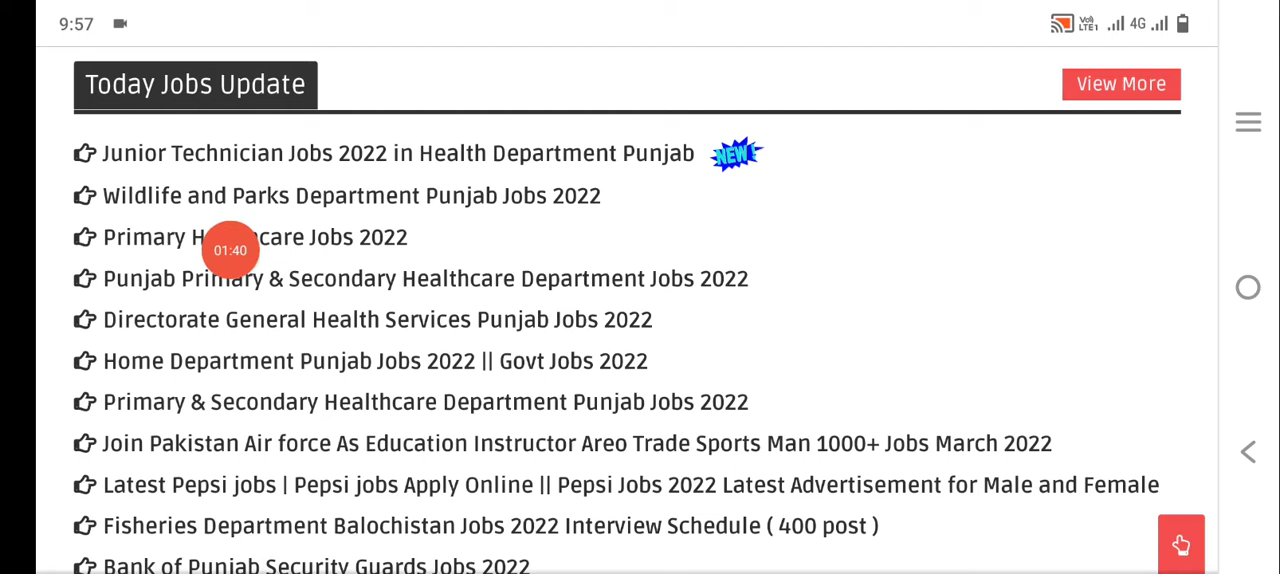 9:57
Vol) LTE1 4G
Today Jobs Update
View More
Junior Technician Jobs 2022 in Health Department Punjab NEW!
Wildlife and Parks Department Punjab Jobs 2022
Primary care Jobs 2022
01:40
Punjab Primary & Secondary Healthcare Department Jobs 2022
Directorate General Health Services Punjab Jobs 2022
Home Department Punjab Jobs 2022 || Govt Jobs 2022
Primary & Secondary Healthcare Department Punjab Jobs 2022
Join Pakistan Air force As Education Instructor Areo Trade Sports Man 1000+ Jobs March 2022
Latest Pepsi jobs | Pepsi jobs Apply Online || Pepsi Jobs 2022 Latest Advertisement for Male and Female
Fisheries Department Balochistan Jobs 2022 Interview Schedule ( 400 post )
Bank of Punjab Security Guards Jobs 2022